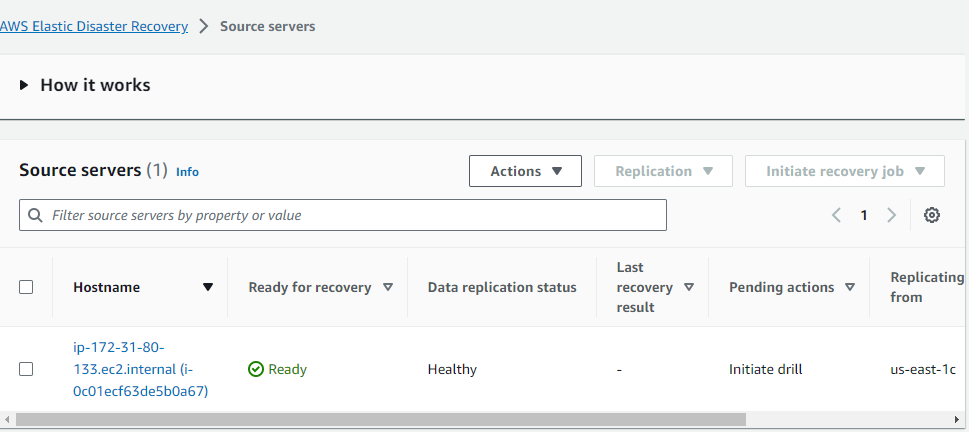 AWS Elastic Disaster Recovery > Source servers
How it works
Source servers (1) Info
Actions
Replication
Initiate recovery job
Filter source servers by property or value
1
Hostname
Ready for recovery
Data replication status
Last
recovery
result
Pending actions
Replicating
from
ip-172-31-80-
133.ec2.internal (i-
0c01ecf63de5b0a67)
Ready
Healthy
-
Initiate drill
us-east-1c